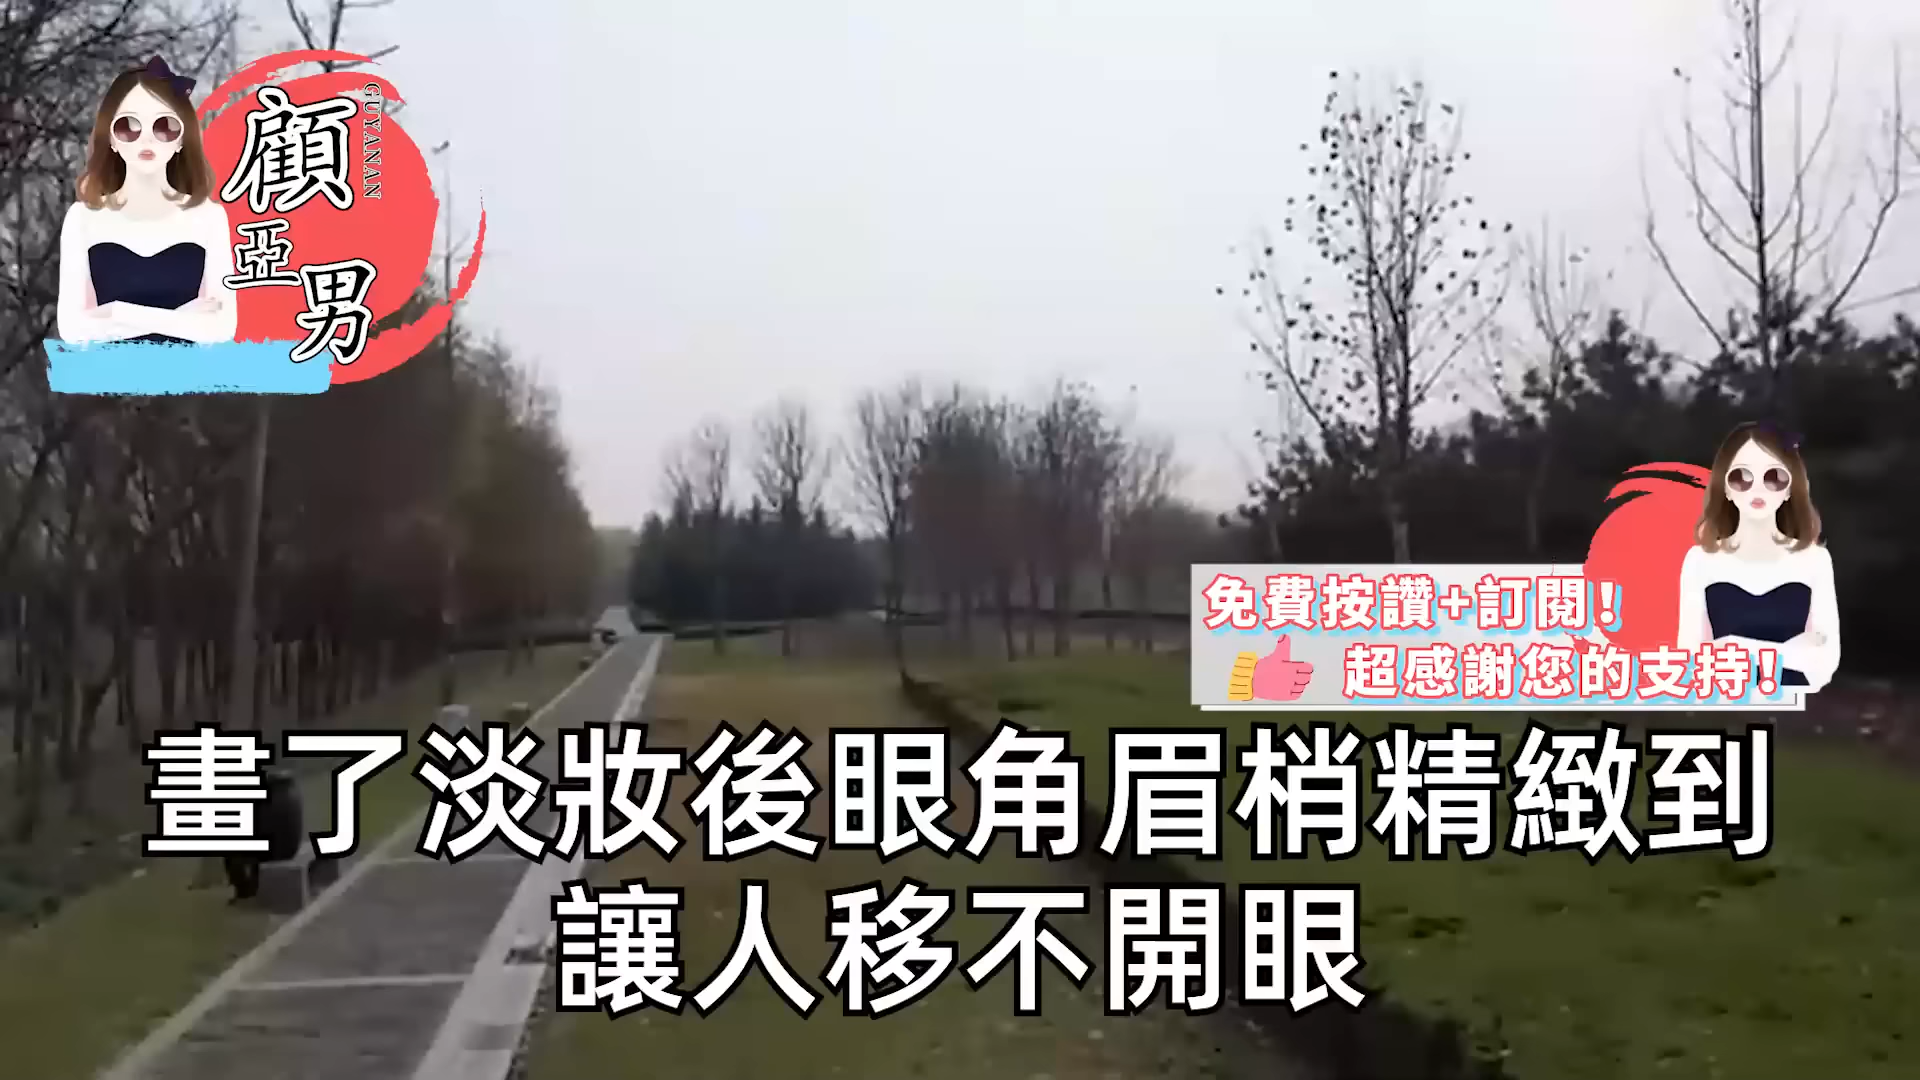 顧亞男
GUYANAN
免費按讚+訂閱！
超感謝您的支持！
畫了淡妝後眼角眉梢精緻到
讓人移不開眼